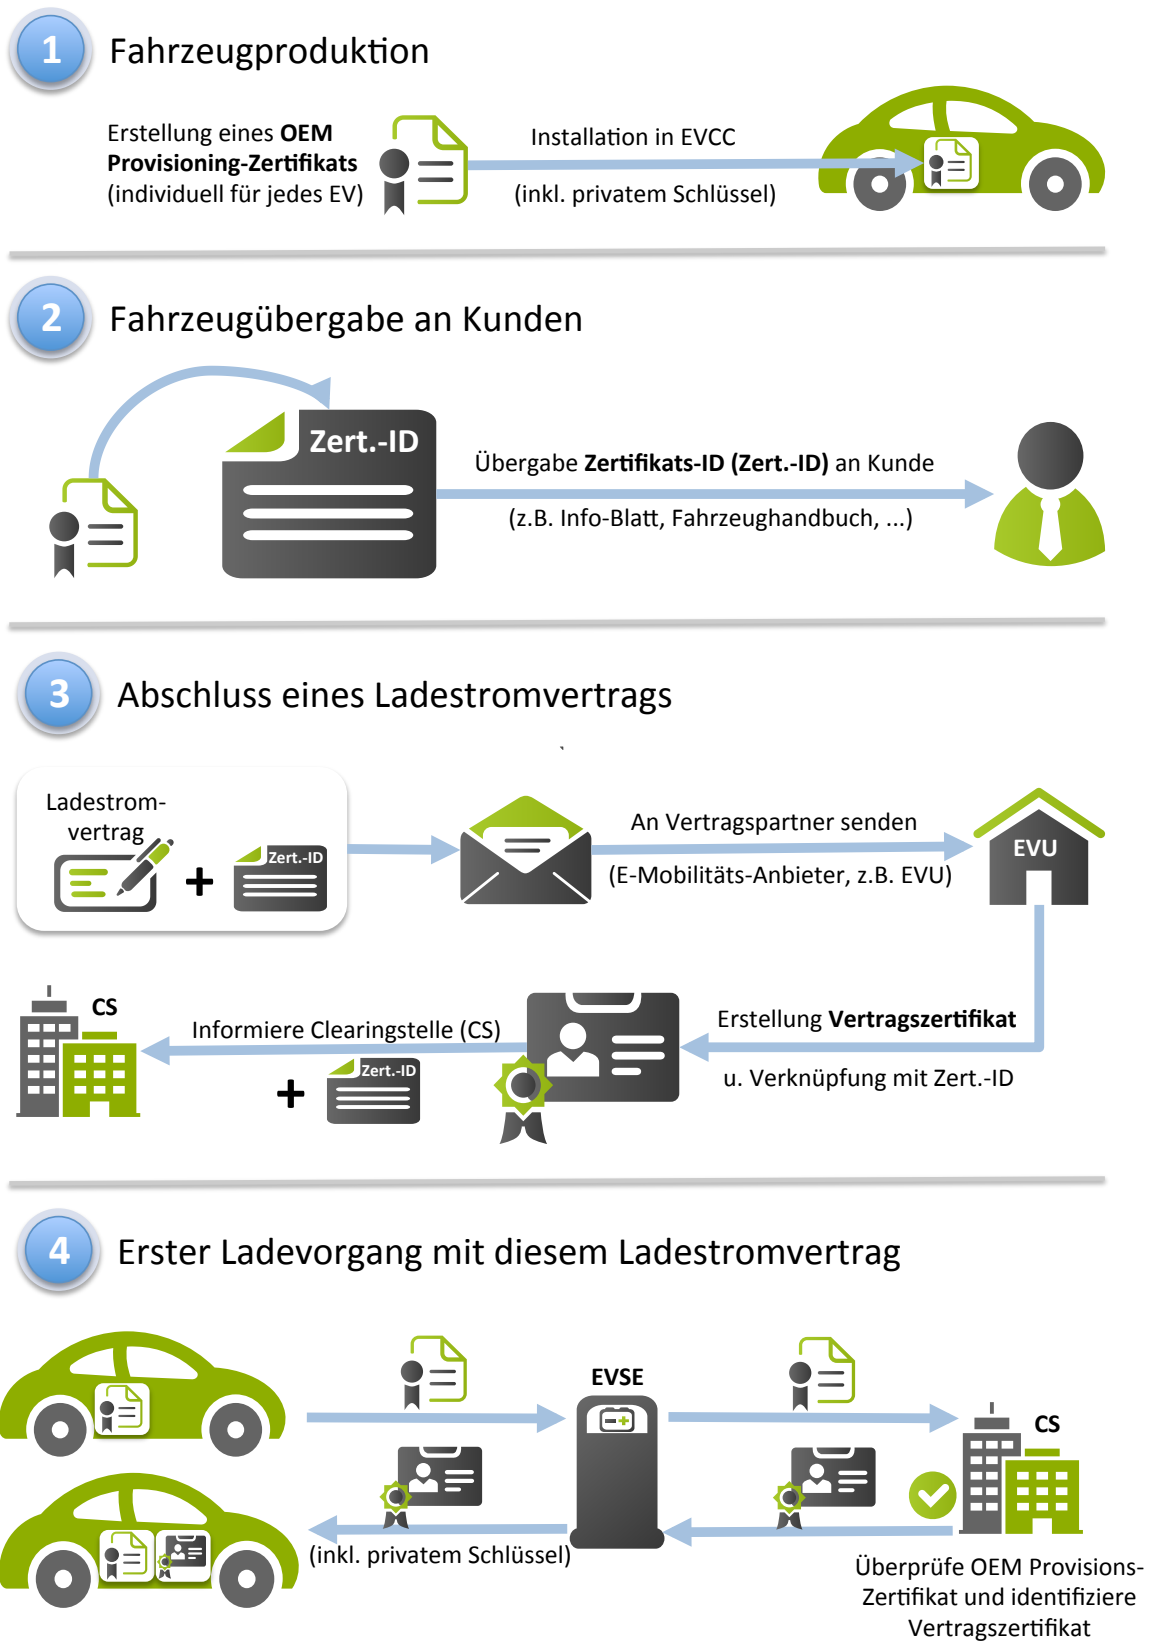 1
Fahrzeugproduktion
Erstellung eines OEM
Provisioning-Zertifikats
(individuell für jedes EV)
Installation in EVCC
(inkl. privatem Schlüssel)
2
Fahrzeugübergabe an Kunden
Zert.-ID
Übergabe Zertifikats-ID (Zert.-ID) an Kunde
(z.B. Info-Blatt, Fahrzeughandbuch, ...)
3
Abschluss eines Ladestromvertrags
Ladestrom-
vertrag
+
Zert.-ID
An Vertragspartner senden
(E-Mobilitäts-Anbieter, z.B. EVU)
EVU
CS
Informiere Clearingstelle (CS)
+
Zert.-ID
Erstellung Vertragszertifikat
u. Verknüpfung mit Zert.-ID
4
Erster Ladevorgang mit diesem Ladestromvertrag
EVSE
CS
(inkl. privatem Schlüssel)
Überprüfe OEM Provisions-
Zertifikat und identifiziere
Vertragszertifikat